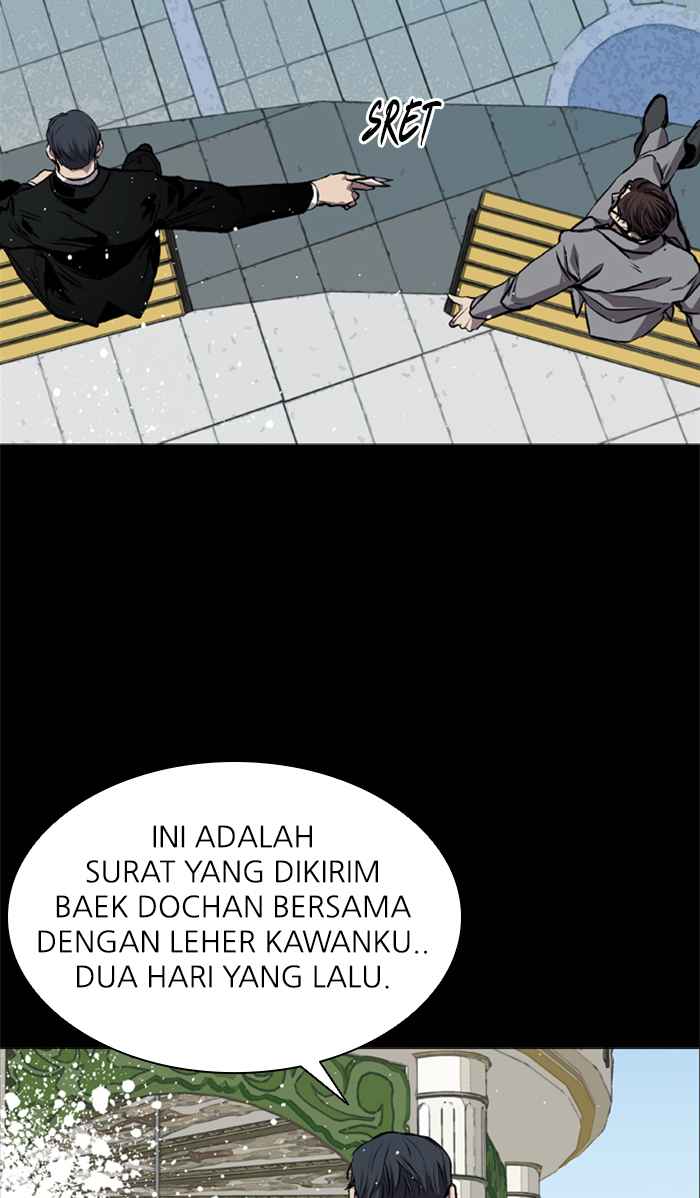 SRET
INI ADALAH
SURAT YANG DIKIRIM
BAEK DOCHAN BERSAMA
DENGAN LEHER KAWANKU..
DUA HARI YANG LALU.